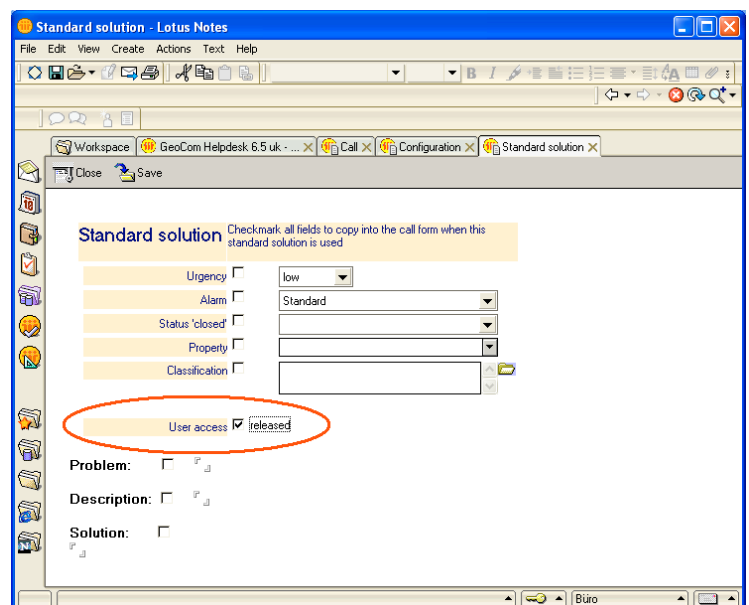 Standard solution - Lotus Notes
File Edit View Create Actions Text Help
B I
Workspace GeoCom Helpdesk 6.5 uk - ... Call Configuration Standard solution
Close Save
Standard solution
Checkmark all fields to copy into the call form when this
standard solution is used
Urgency low
Alarm Standard
Status 'closed'
Property
Classification
User access released
Problem:
Description:
Solution:
Büro